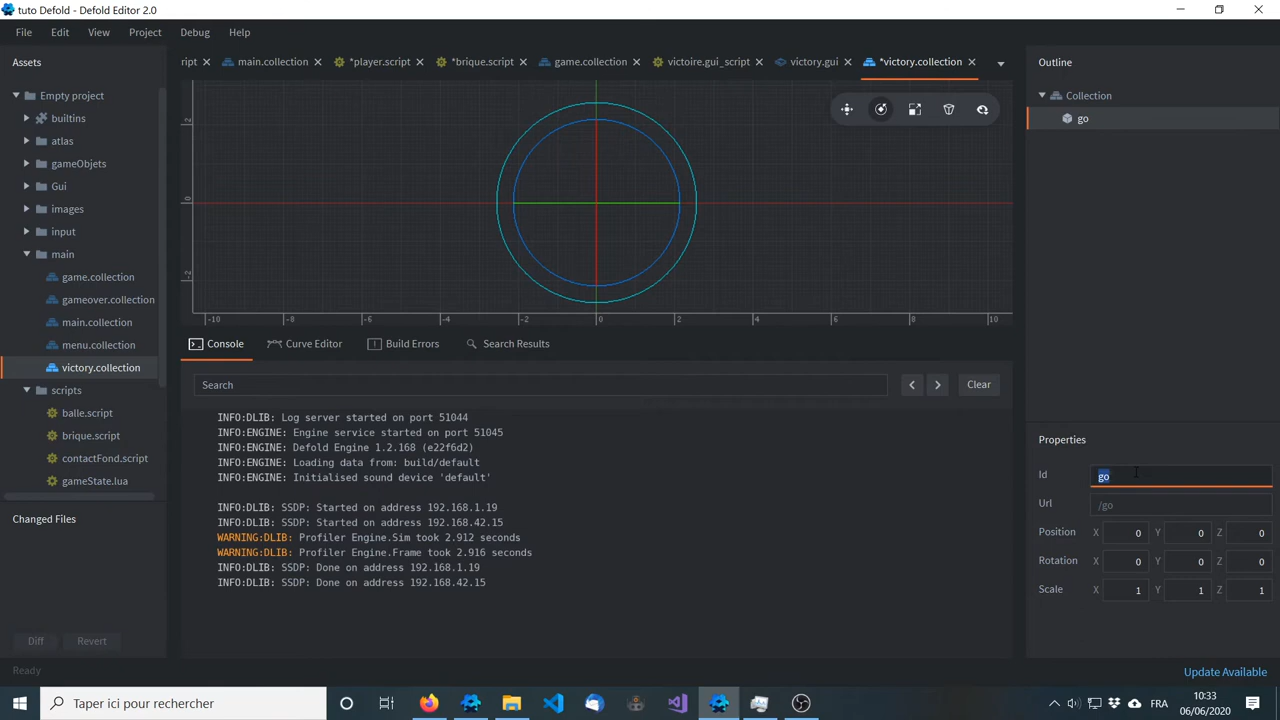 tuto Defold - Defold Editor 2.0
File Edit View Project Debug Help
Assets
Empty project
builtins
atlas
gameObjets
Gui
images
input
main
game.collection
gameover.collection
main.collection
menu.collection
victory.collection
scripts
balle.script
brique.script
contactFond.script
gameState.lua
Changed Files
Diff Revert
Ready
ript main.collection *player.script *brique.script game.collection victoire.gui_script victory.gui *victory.collection
2
0
-2
-10 -8 -6 -4 -2 0 2 4 6 8 10
Console Curve Editor Build Errors Search Results
Search Clear
INFO:DLIB: Log server started on port 51044
INFO:ENGINE: Engine service started on port 51045
INFO:ENGINE: Defold Engine 1.2.168 (e22f6d2)
INFO:ENGINE: Loading data from: build/default
INFO:ENGINE: Initialised sound device 'default'
INFO:DLIB: SSDP: Started on address 192.168.1.19
INFO:DLIB: SSDP: Started on address 192.168.42.15
WARNING:DLIB: Profiler Engine.Sim took 2.912 seconds
WARNING:DLIB: Profiler Engine.Frame took 2.916 seconds
INFO:DLIB: SSDP: Done on address 192.168.1.19
INFO:DLIB: SSDP: Done on address 192.168.42.15
Outline
Collection
go
Properties
Id go
Url /go
Position X 0 Y 0 Z 0
Rotation X 0 Y 0 Z 0
Scale X 1 Y 1 Z 1
Update Available
Taper ici pour rechercher
FRA
10:33
06/06/2020